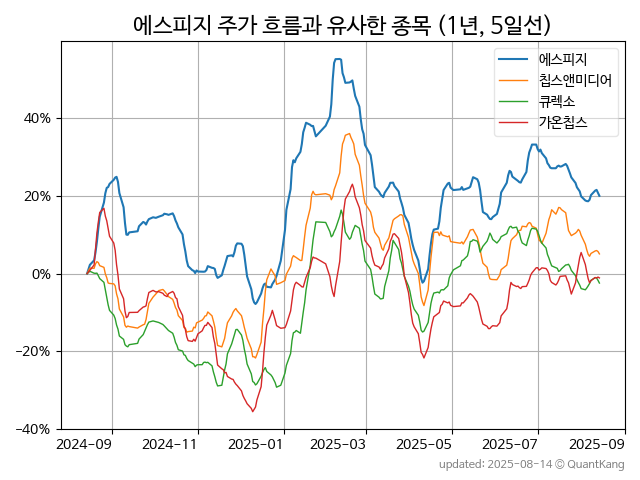 에스피지 주가 흐름과 유사한 종목 (1년, 5일선)
에스피지
칩스앤미디어
큐렉소
가온칩스
40%
20%
0%
−20%
−40%
2024-09 2024-11 2025-01 2025-03 2025-05 2025-07 2025-09
updated: 2025-08-14 © QuantKang